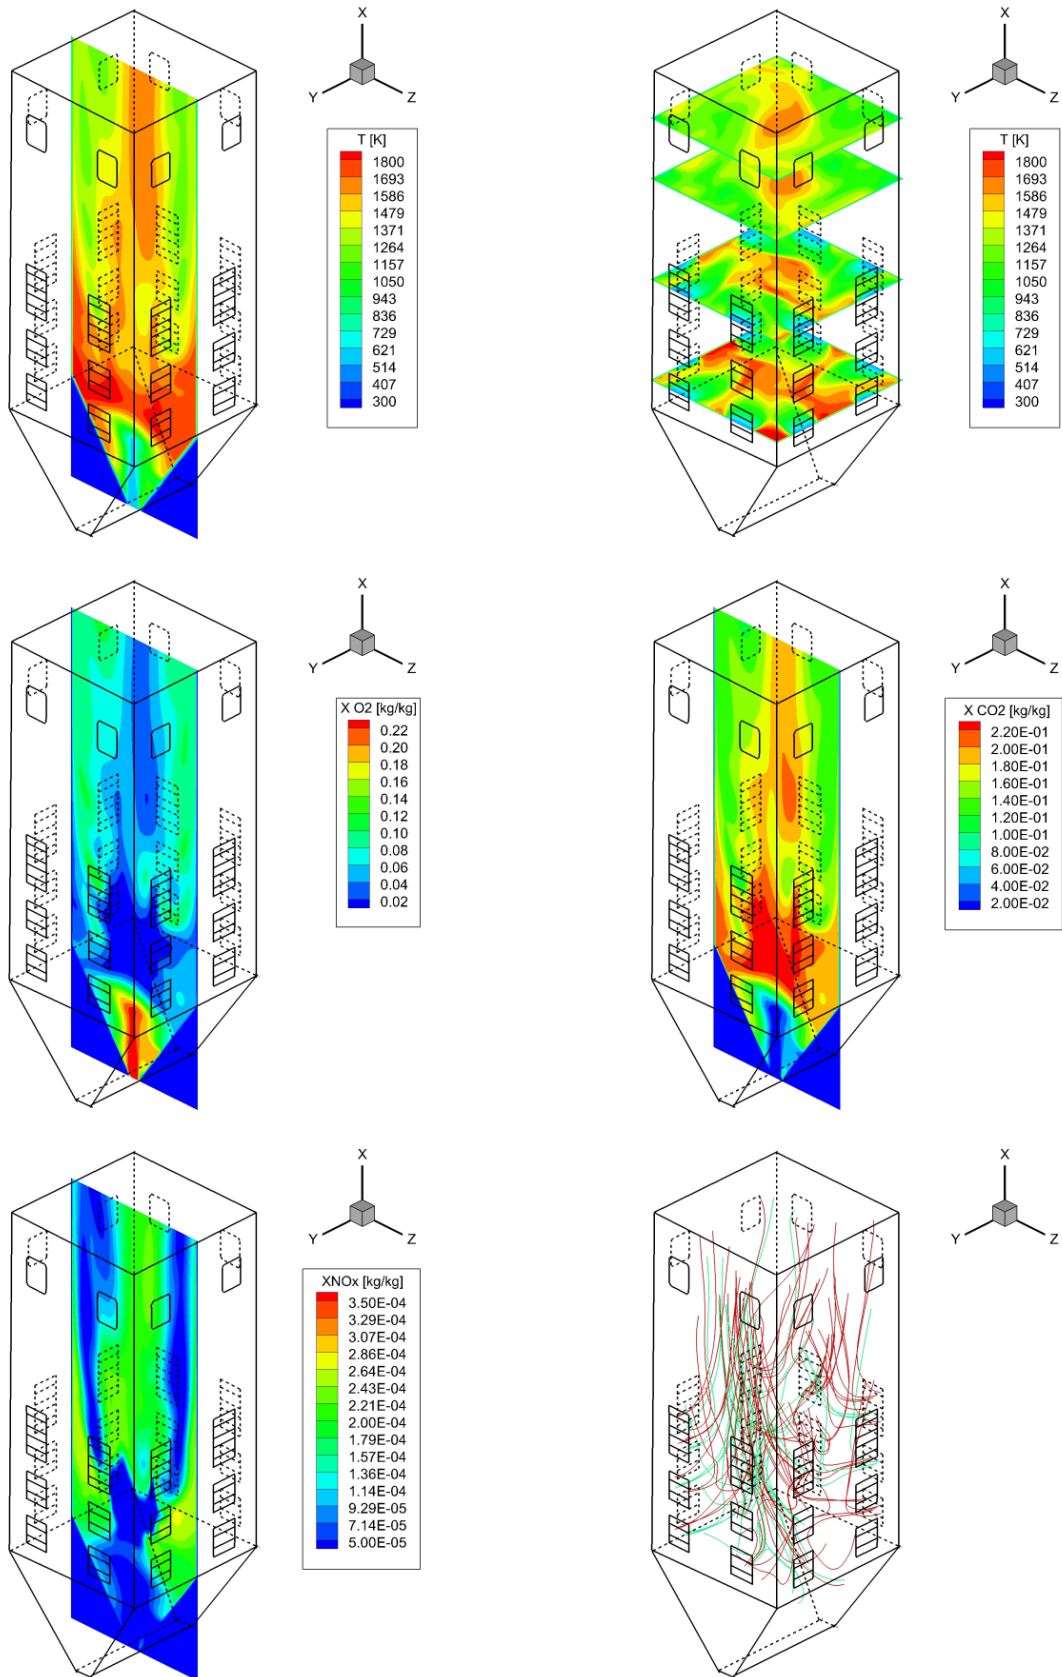 X
Y
Z
T [K]
1800
1693
1586
1479
1371
1264
1157
1050
943
836
729
621
514
407
300
X
Y
Z
T [K]
1800
1693
1586
1479
1371
1264
1157
1050
943
836
729
621
514
407
300
X
Y
Z
X O2 [kg/kg]
0.22
0.20
0.18
0.16
0.14
0.12
0.10
0.08
0.06
0.04
0.02
X
Y
Z
X CO2 [kg/kg]
2.20E-01
2.00E-01
1.80E-01
1.60E-01
1.40E-01
1.20E-01
1.00E-01
8.00E-02
6.00E-02
4.00E-02
2.00E-02
X
Y
Z
XNOx [kg/kg]
3.50E-04
3.29E-04
3.07E-04
2.86E-04
2.64E-04
2.43E-04
2.21E-04
2.00E-04
1.79E-04
1.57E-04
1.36E-04
1.14E-04
9.29E-05
7.14E-05
5.00E-05
X
Y
Z